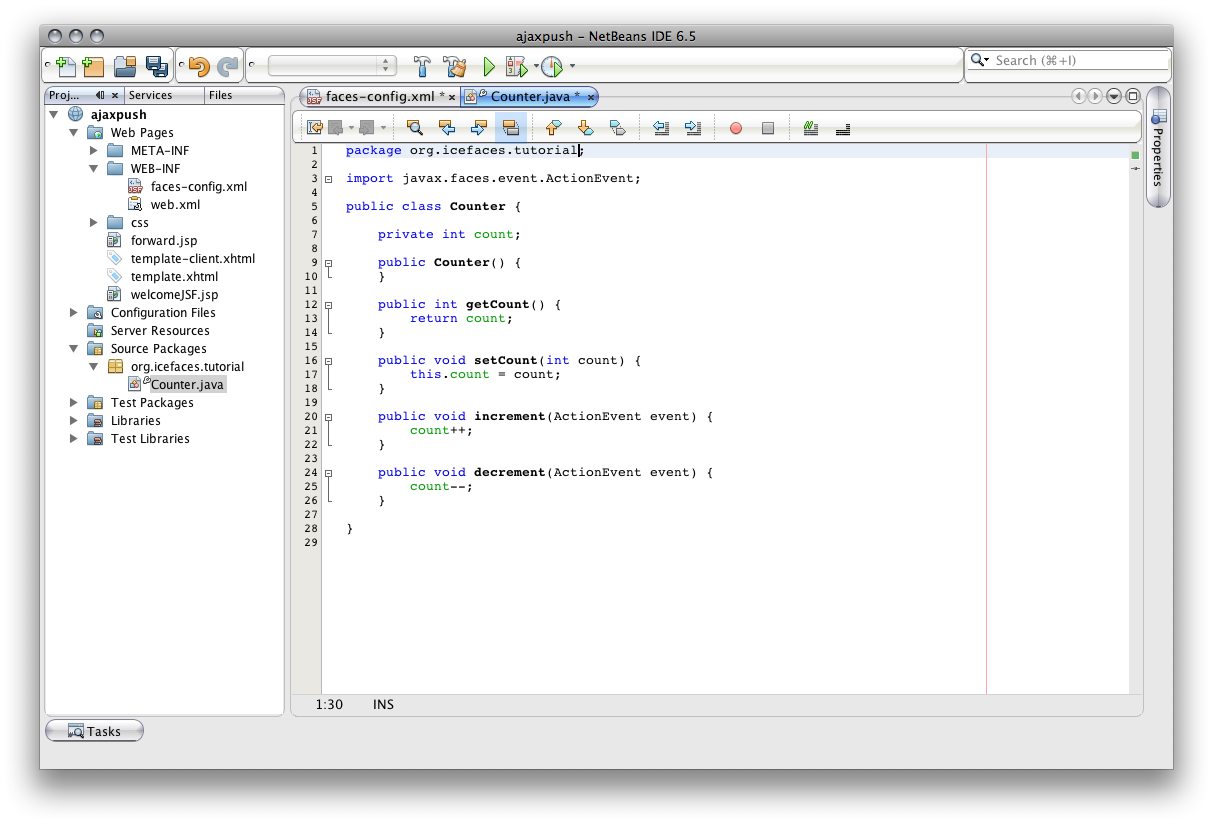 ajaxpush – NetBeans IDE 6.5
Search (⌘+I)
Proj... Services Files
faces-config.xml * Counter.java *
ajaxpush
Web Pages
META-INF
WEB-INF
faces-config.xml
web.xml
css
forward.jsp
template-client.xhtml
template.xhtml
welcomeJSF.jsp
Configuration Files
Server Resources
Source Packages
org.icefaces.tutorial
Counter.java
Test Packages
Libraries
Test Libraries
1 package org.icefaces.tutorial;
2
3 import javax.faces.event.ActionEvent;
4
5 public class Counter {
6
7     private int count;
8
9     public Counter() {
10     }
11
12     public int getCount() {
13         return count;
14     }
15
16     public void setCount(int count) {
17         this.count = count;
18     }
19
20     public void increment(ActionEvent event) {
21         count++;
22     }
23
24     public void decrement(ActionEvent event) {
25         count--;
26     }
27
28 }
29
Properties
1:30 INS
Tasks